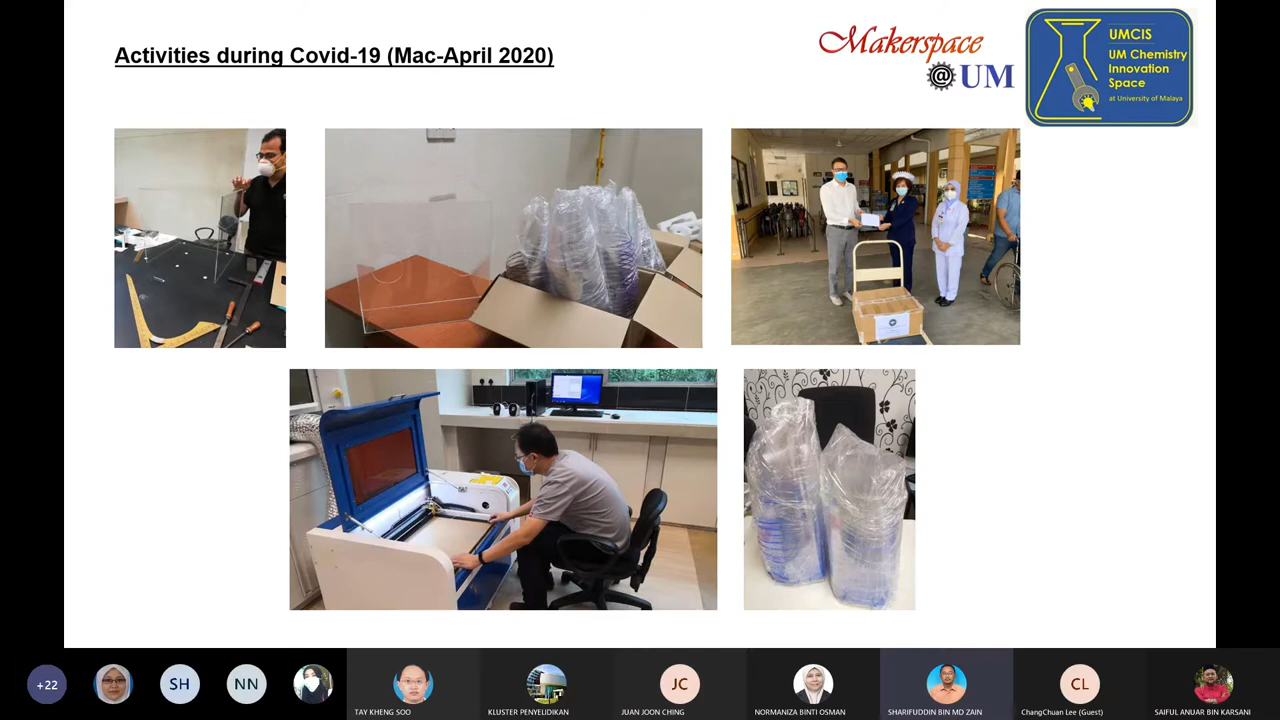 Activities during Covid-19 (Mac-April 2020)
Makerspace
@UM
UMCIS
UM Chemistry
Innovation
Space
at University of Malaya
+22
SH
NN
TAY KHENG SOO
KLUSTER PENYELIDIKAN
JC
JUAN JOON CHING
NORMANIZA BINTI OSMAN
SHARIFUDDIN BIN MD ZAIN
CL
ChangChuan Lee (Guest)
SAIFUL ANUAR BIN KARSANI